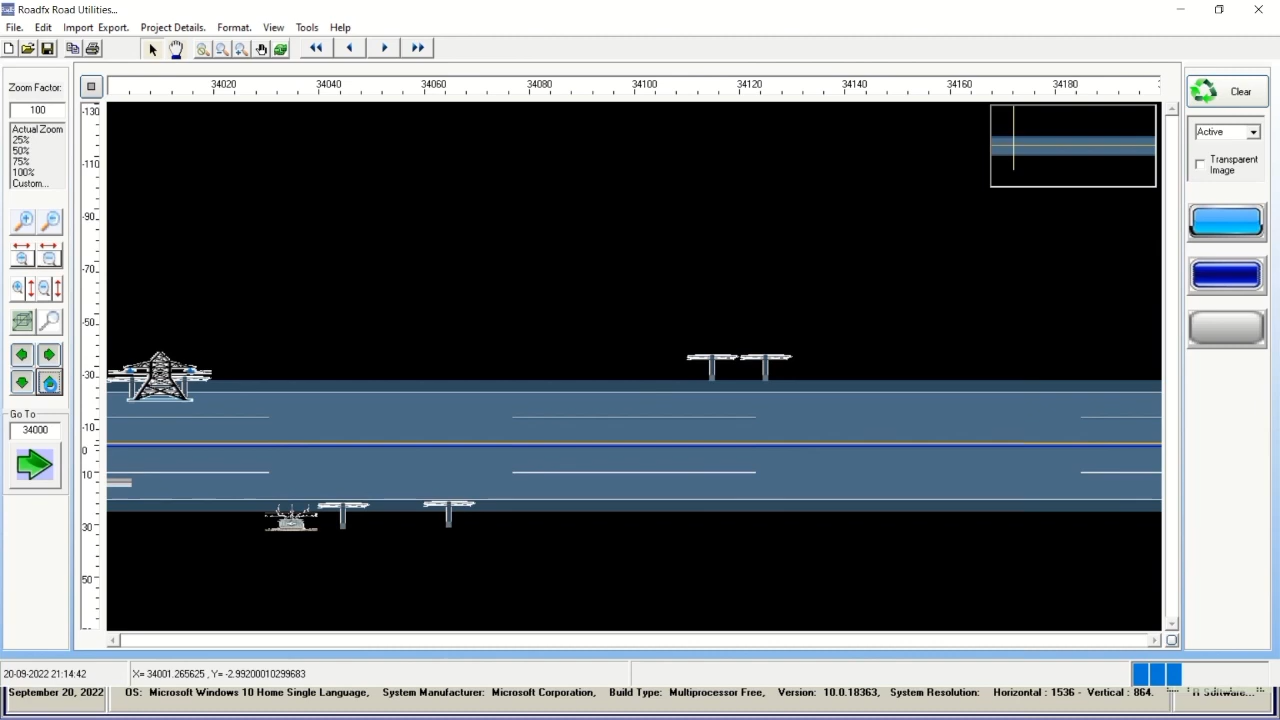 Roadfx Road Utilities...
File. Edit Import Export. Project Details. Format. View Tools Help
Zoom Factor:
100
Actual Zoom
25%
50%
75%
100%
Custom...
Go To
34000
34020 34040 34060 34080 34100 34120 34140 34160 34180
-130
-110
-90
-70
-50
-30
-10
0
10
30
50
Clear
Active
Transparent
Image
20-09-2022 21:14:42 X= 34001.265625 , Y= -2.99200010299683
September 20, 2022 OS: Microsoft Windows 10 Home Single Language, System Manufacturer: Microsoft Corporation, Build Type: Multiprocessor Free, Version: 10.0.18363, System Resolution: Horizontal : 1536 - Vertical : 864.